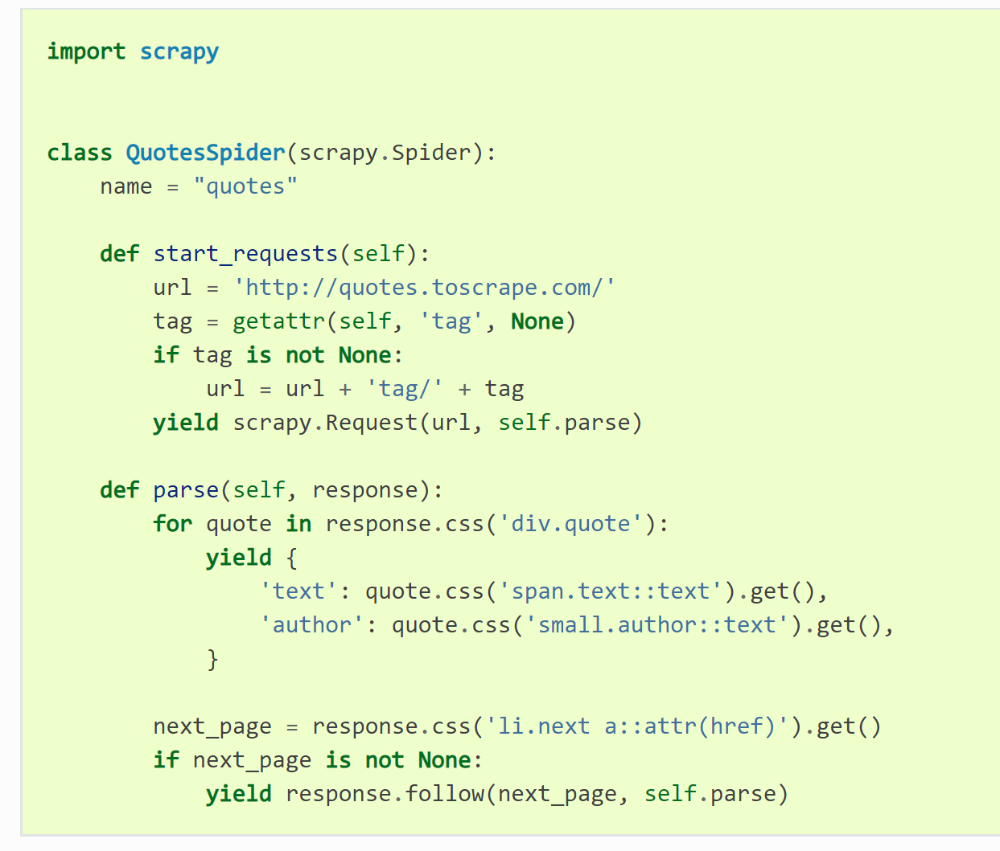 import scrapy
class QuotesSpider(scrapy.Spider):
    name = "quotes"
    def start_requests(self):
        url = 'http://quotes.toscrape.com/'
        tag = getattr(self, 'tag', None)
        if tag is not None:
            url = url + 'tag/' + tag
        yield scrapy.Request(url, self.parse)
    def parse(self, response):
        for quote in response.css('div.quote'):
            yield {
                'text': quote.css('span.text::text').get(),
                'author': quote.css('small.author::text').get(),
            }
        next_page = response.css('li.next a::attr(href)').get()
        if next_page is not None:
            yield response.follow(next_page, self.parse)